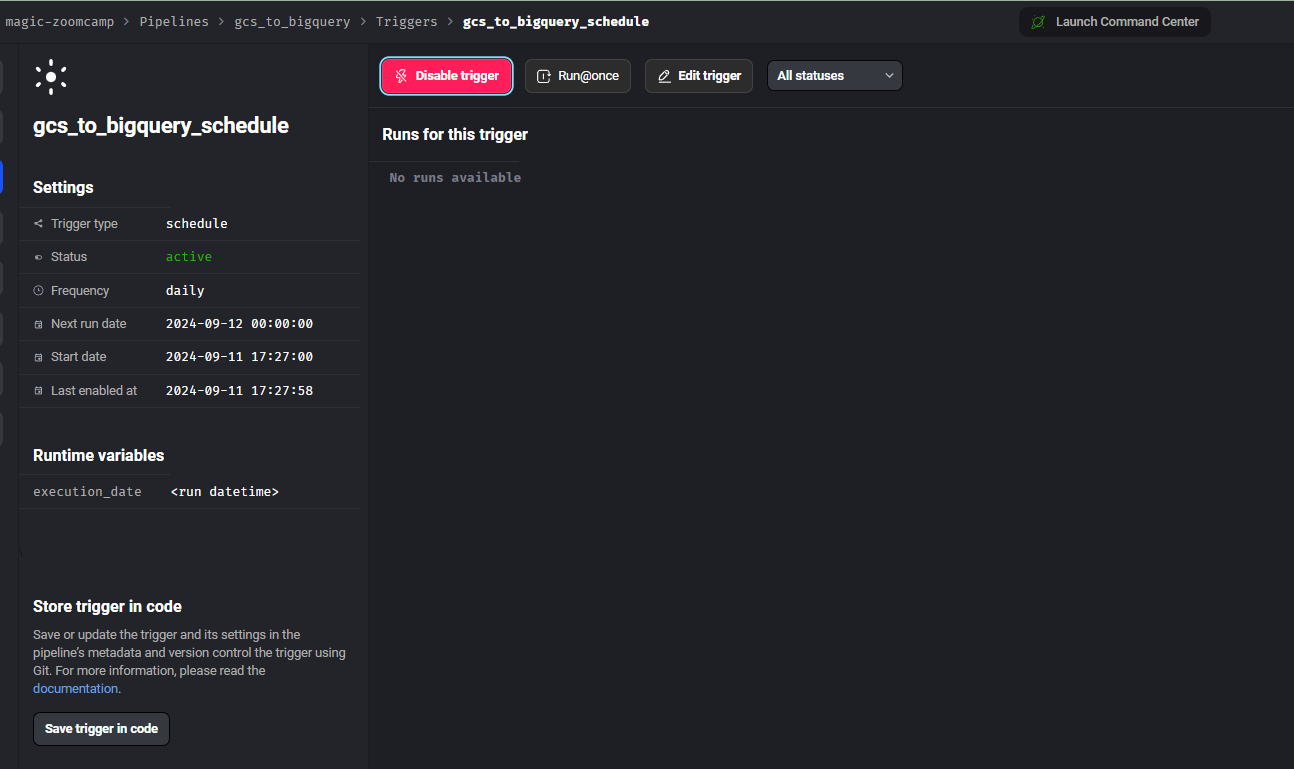 magic-zoomcamp > Pipelines > gcs_to_bigquery > Triggers > gcs_to_bigquery_schedule
Launch Command Center
Disable trigger
Run@once
Edit trigger
All statuses
gcs_to_bigquery_schedule
Settings
Trigger type schedule
Status active
Frequency daily
Next run date 2024-09-12 00:00:00
Start date 2024-09-11 17:27:00
Last enabled at 2024-09-11 17:27:58
Runtime variables
execution_date <run datetime>
Store trigger in code
Save or update the trigger and its settings in the
pipeline's metadata and version control the trigger using
Git. For more information, please read the
documentation.
Save trigger in code
Runs for this trigger
No runs available